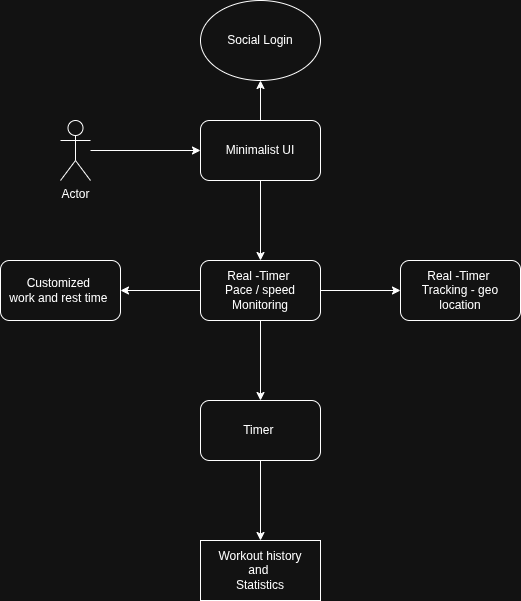 Social Login
Minimalist UI
Actor
Customized
work and rest time
Real -Timer
Pace / speed
Monitoring
Real -Timer
Tracking - geo
location
Timer
Workout history
and
Statistics